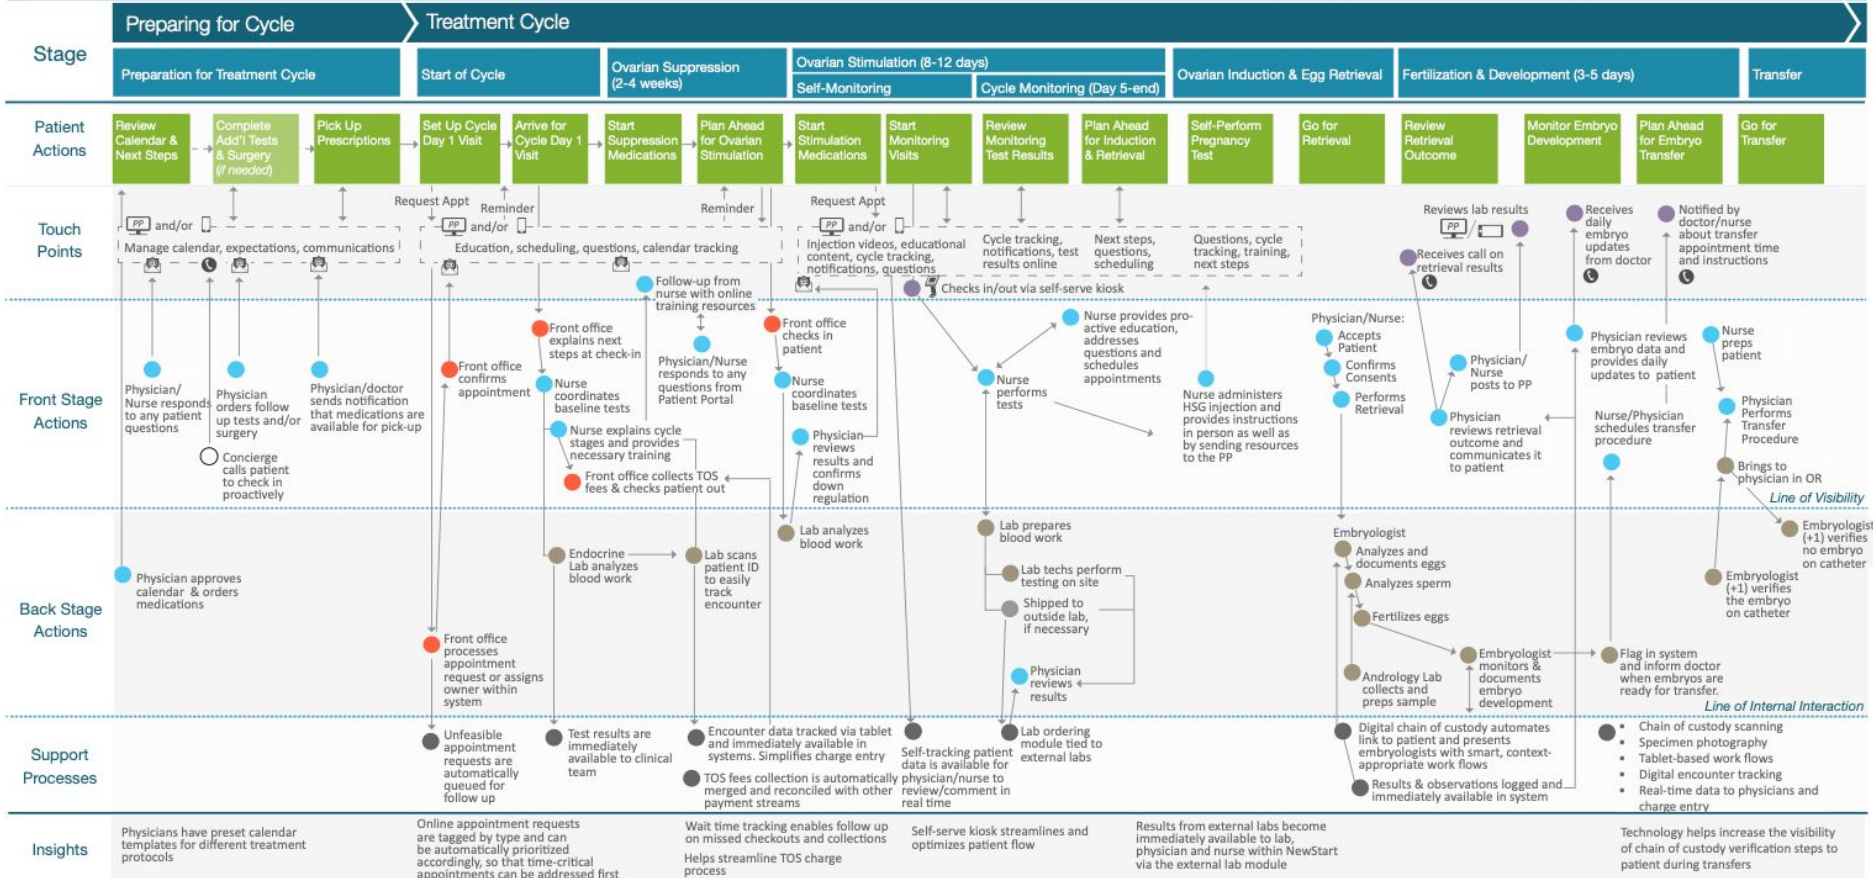 Preparing for Cycle
Treatment Cycle
Stage
Preparation for Treatment Cycle
Start of Cycle
Ovarian Suppression
(2-4 weeks)
Ovarian Stimulation (8-12 days)
Self-Monitoring
Cycle Monitoring (Day 5-end)
Ovarian Induction & Egg Retrieval
Fertilization & Development (3-5 days)
Transfer
Patient
Actions
Review
Calendar &
Next Steps
Complete
Add'l Tests
& Surgery
(if needed)
Pick Up
Prescriptions
Set Up Cycle
Day 1 Visit
Arrive for
Cycle Day 1
Visit
Start
Suppression
Medications
Plan Ahead
for Ovarian
Stimulation
Start
Stimulation
Medications
Start
Monitoring
Visits
Review
Monitoring
Test Results
Plan Ahead
for Induction
& Retrieval
Self-Perform
Pregnancy
Test
Go for
Retrieval
Review
Retrieval
Outcome
Monitor Embryo
Development
Plan Ahead
for Embryo
Transfer
Go for
Transfer
Touch
Points
PP and/or
Manage calendar, expectations, communications
Request Appt
Reminder
PP and/or
Education, scheduling, questions, calendar tracking
Reminder
Request Appt
PP and/or
Injection videos, educational
content, cycle tracking,
notifications, questions
Cycle tracking,
notifications, test
results online
Next steps,
questions,
scheduling
Questions, cycle
tracking, training,
next steps
Checks in/out via self-serve kiosk
Reviews lab results
PP /
Receives call on
retrieval results
Receives
daily
embryo
updates
from doctor
Notified by
doctor/nurse
about transfer
appointment time
and instructions
Follow-up from
nurse with online
training resources
Front Stage
Actions
Physician/
Nurse responds
to any patient
questions
Physician
orders follow
up tests and/or
surgery
Concierge
calls patient
to check in
proactively
Physician/doctor
sends notification
that medications are
available for pick-up
Front office
confirms
appointment
Front office
explains next
steps at check-in
Nurse
coordinates
baseline tests
Nurse explains cycle
stages and provides
necessary training
Front office collects TOS
fees & checks patient out
Physician/Nurse
responds to any
questions from
Patient Portal
Front office
checks in
patient
Nurse
coordinates
baseline tests
Physician
reviews
results and
confirms
down
regulation
Nurse
performs
tests
Nurse provides pro-
active education,
addresses
questions and
schedules
appointments
Nurse administers
HSG injection and
provides instructions
in person as well as
by sending resources
to the PP
Physician/Nurse:
Accepts
Patient
Confirms
Consents
Performs
Retrieval
Physician/
Nurse
posts to PP
Physician
reviews retrieval
outcome and
communicates it
to patient
Physician reviews
embryo data and
provides daily
updates to patient
Nurse/Physician
schedules transfer
procedure
Nurse
preps
patient
Physician
Performs
Transfer
Procedure
Brings to
physician in OR
Line of Visibility
Back Stage
Actions
Physician approves
calendar & orders
medications
Front office
processes
appointment
request or assigns
owner within
system
Endocrine
Lab analyzes
blood work
Lab scans
patient ID
to easily
track
encounter
Lab analyzes
blood work
Lab prepares
blood work
Lab techs perform
testing on site
Shipped to
outside lab,
if necessary
Physician
reviews
results
Embryologist
Analyzes and
documents eggs
Analyzes sperm
Fertilizes eggs
Andrology Lab
collects and
preps sample
Embryologist
monitors &
documents
embryo
development
Flag in system
and inform doctor
when embryos are
ready for transfer.
Embryologist
(+1) verifies
the embryo
on catheter
Embryologist
(+1) verifies
no embryo
on catheter
Line of Internal Interaction
Support
Processes
Unfeasible
appointment
requests are
automatically
queued for
follow up
Test results are
immediately
available to clinical
team
Encounter data tracked via tablet
and immediately available in
systems. Simplifies charge entry
TOS fees collection is automatically
merged and reconciled with other
payment streams
Self-tracking patient
data is available for
physician/nurse to
review/comment in
real time
Lab ordering
module tied to
external labs
Digital chain of custody automates
link to patient and presents
embryologists with smart, context-
appropriate work flows
Results & observations logged and
immediately available in system
• Chain of custody scanning
• Specimen photography
• Tablet-based work flows
• Digital encounter tracking
• Real-time data to physicians and
charge entry
Insights
Physicians have preset calendar
templates for different treatment
protocols
Online appointment requests
are tagged by type and can
be automatically prioritized
accordingly, so that time-critical
appointments can be addressed first
Wait time tracking enables follow up
on missed checkouts and collections
Helps streamline TOS charge
process
Self-serve kiosk streamlines and
optimizes patient flow
Results from external labs become
immediately available to lab,
physician and nurse within NewStart
via the external lab module
Technology helps increase the visibility
of chain of custody verification steps to
patient during transfers